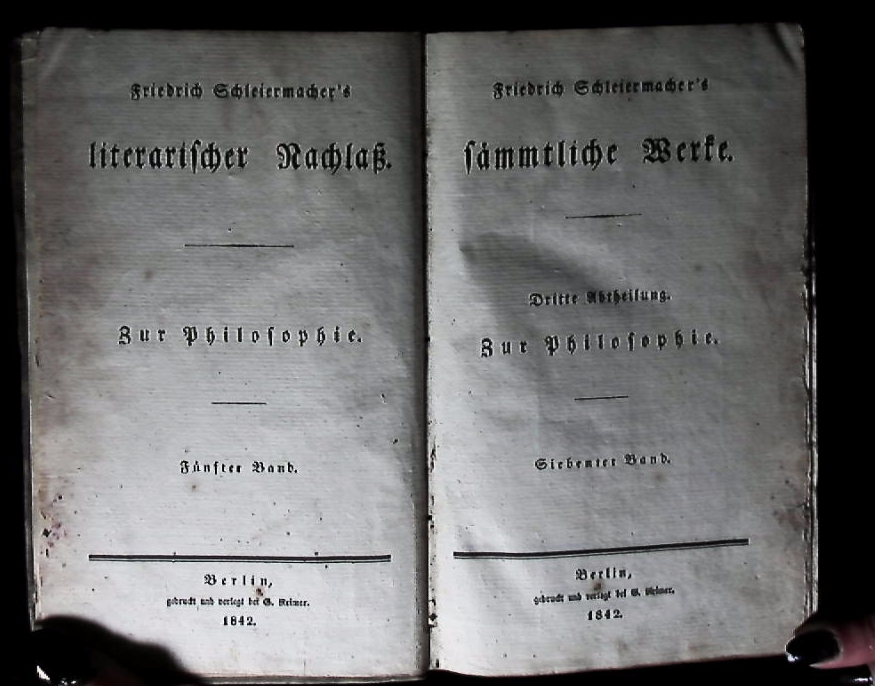 Friedrich Schleiermacher's
literarischer Nachlaß.
Zur Philosophie.
Fünfter Band.
Berlin,
gedruckt und verlegt bei G. Reimer.
1842.
Friedrich Schleiermacher's
sämmtliche Werke.
Dritte Abtheilung.
Zur Philosophie.
Siebenter Band.
Berlin,
gedruckt und verlegt bei G. Reimer.
1842.